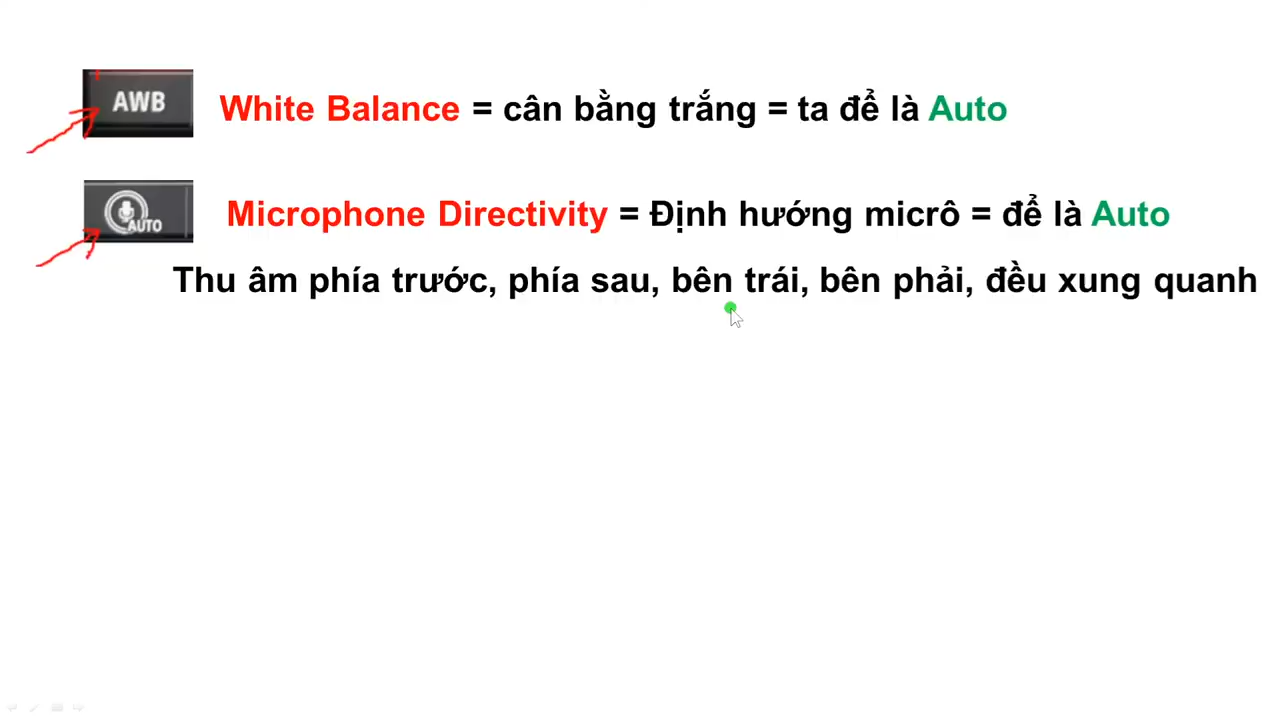 AWB White Balance = cân bằng trắng = ta để là Auto
AUTO Microphone Directivity = Định hướng micrô = để là Auto
Thu âm phía trước, phía sau, bên trái, bên phải, đều xung quanh